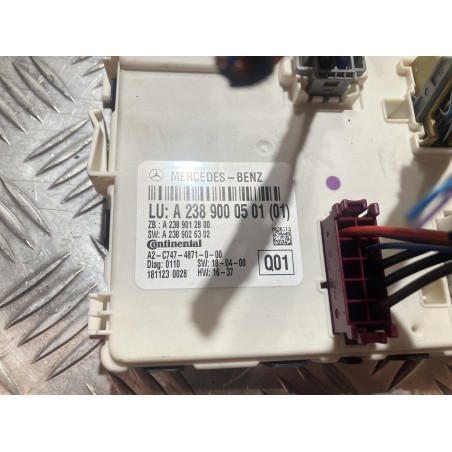 MERCEDES-BENZ
LU: A 238 900 05 01 (01)
ZB: A 238 901 28 00
SW: A 238 902 63 02
Continental
A2-C747-4871-0-00
Diag: 0110 SW: 18-04-00
181123 0028 HW: 16-37
Q01